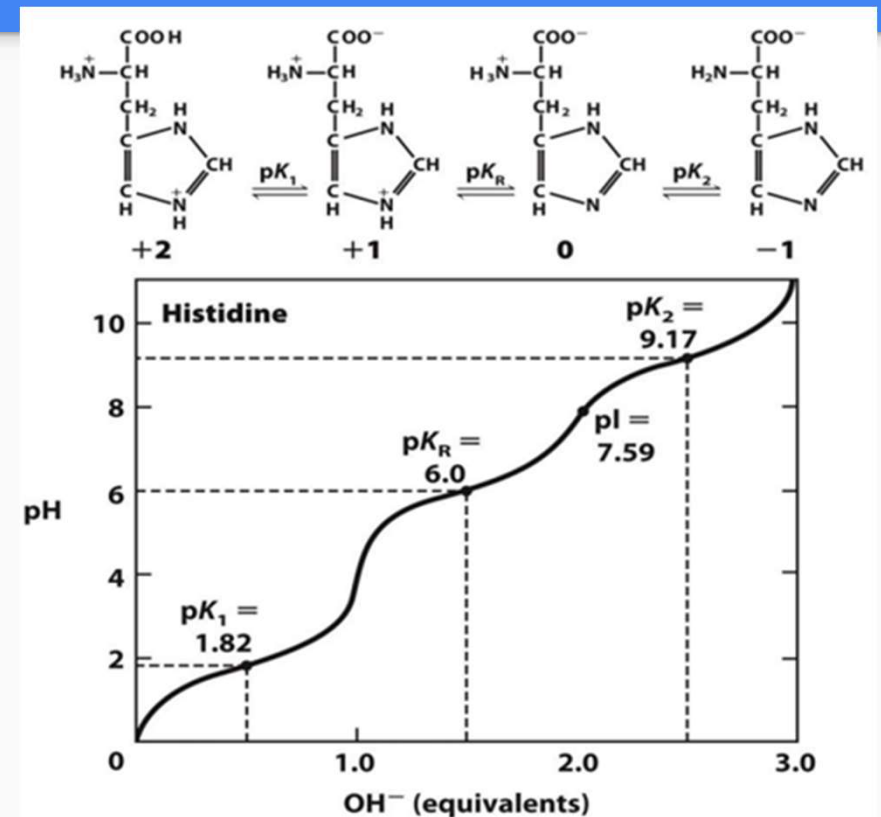 COOH
H₃N⁺—CH
CH₂ H
N
C
CH
C
H
N⁺
H
+2
pK₁
COO⁻
H₃N⁺—CH
CH₂ H
N
C
CH
C
H
N⁺
H
+1
pKR
COO⁻
H₃N⁺—CH
CH₂ H
N
C
CH
C
H
N
0
pK₂
COO⁻
H₂N—CH
CH₂ H
N
C
CH
C
H
N
−1
Histidine
pK₂ =
9.17
pI =
7.59
pKR =
6.0
pK₁ =
1.82
pH
10
8
6
4
2
0
1.0
2.0
3.0
OH⁻ (equivalents)